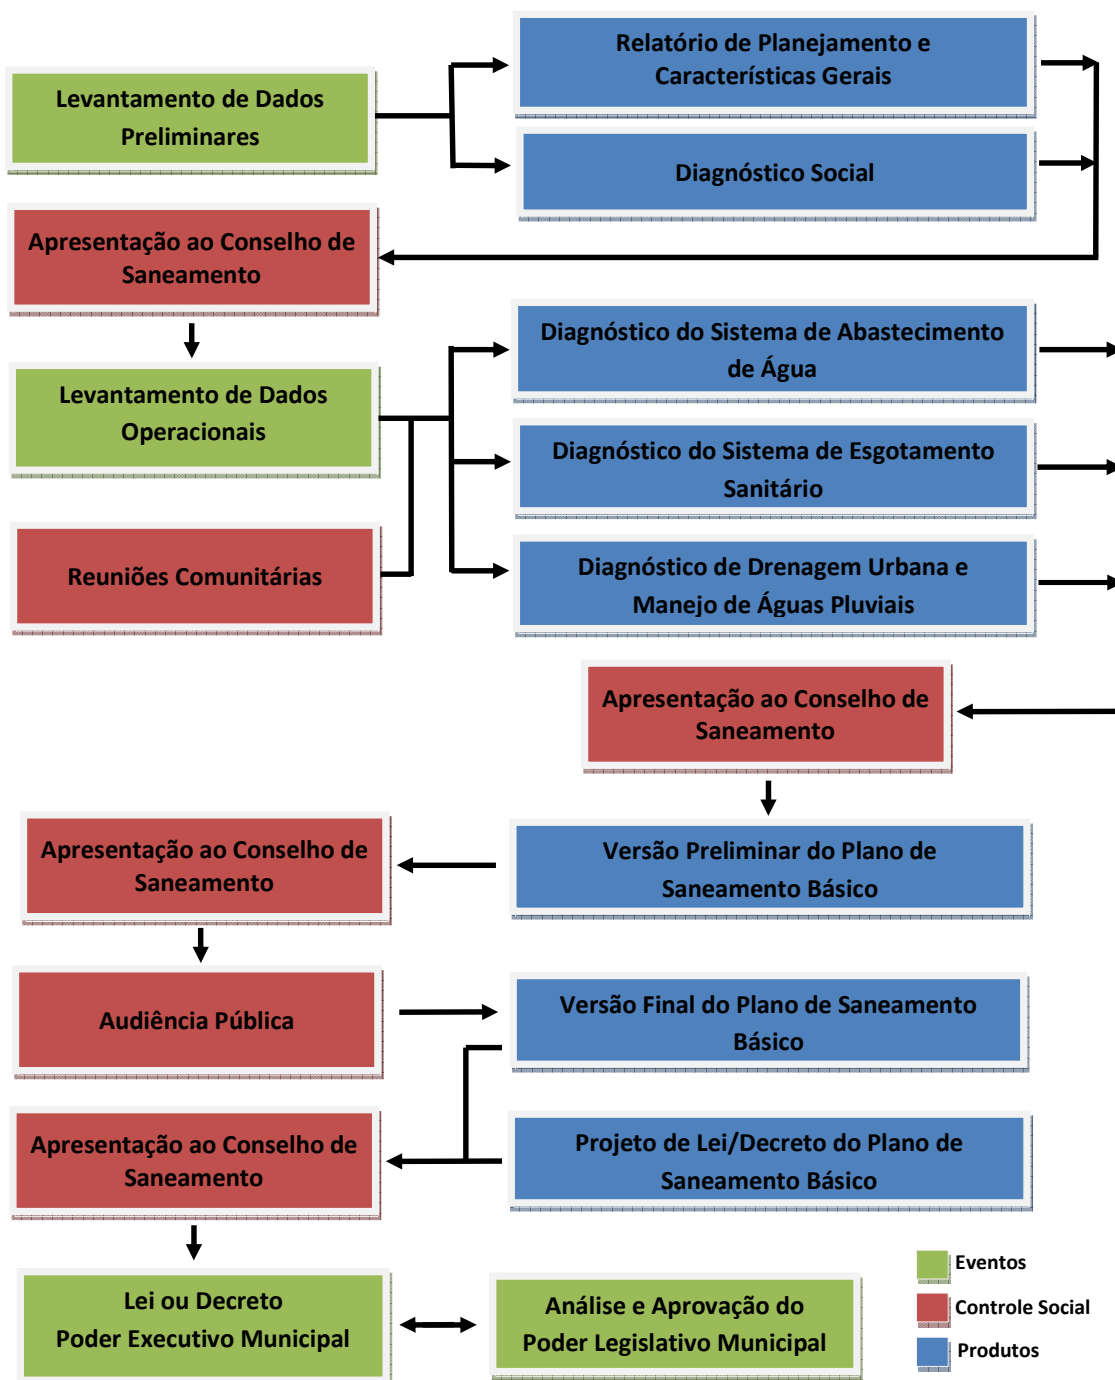 Relatório de Planejamento e
Características Gerais
Levantamento de Dados
Preliminares
Diagnóstico Social
Apresentação ao Conselho de
Saneamento
Diagnóstico do Sistema de Abastecimento
de Água
Levantamento de Dados
Operacionais
Diagnóstico do Sistema de Esgotamento
Sanitário
Reuniões Comunitárias
Diagnóstico de Drenagem Urbana e
Manejo de Águas Pluviais
Apresentação ao Conselho de
Saneamento
Versão Preliminar do Plano de
Saneamento Básico
Apresentação ao Conselho de
Saneamento
Audiência Pública
Versão Final do Plano de Saneamento
Básico
Apresentação ao Conselho de
Saneamento
Projeto de Lei/Decreto do Plano de
Saneamento Básico
Lei ou Decreto
Poder Executivo Municipal
Análise e Aprovação do
Poder Legislativo Municipal
Eventos
Controle Social
Produtos